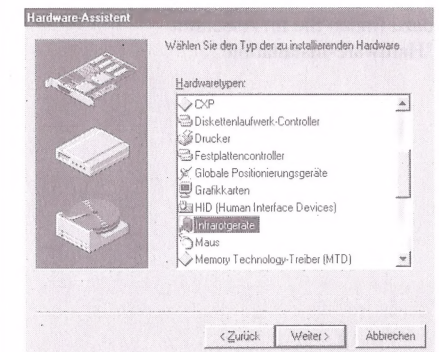 Hardware-Assistent
Wählen Sie den Typ der zu installierenden Hardware.
Hardwaretypen:
CXP
Diskettenlaufwerk-Controller
Drucker
Festplattencontroller
Globale Positionierungsgeräte
Grafikkarten
HID (Human Interface Devices)
Infrarotgeräte
Maus
Memory Technology-Treiber (MTD)
< Zurück
Weiter >
Abbrechen